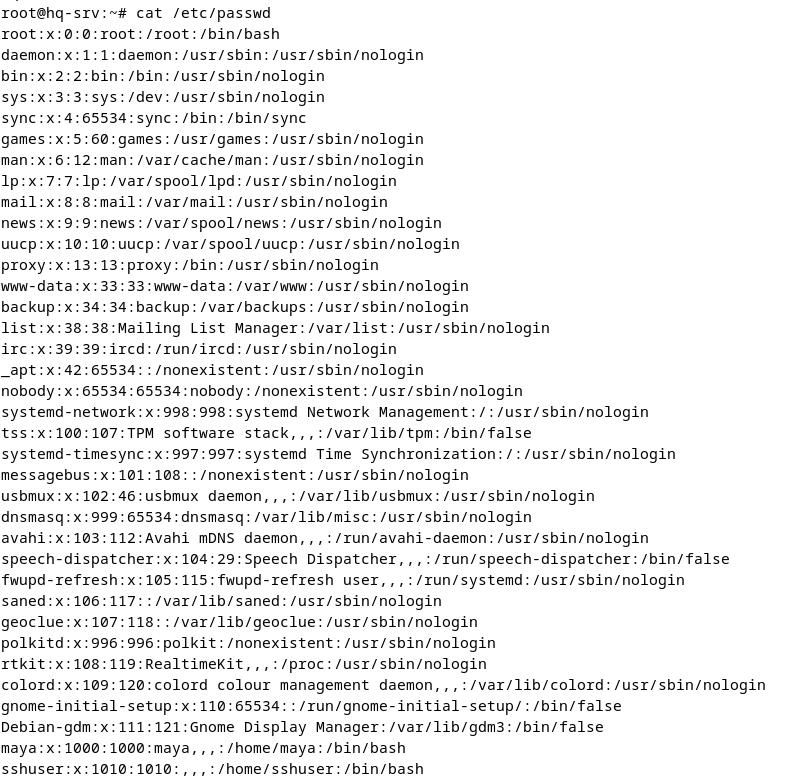 root@hq-srv:~# cat /etc/passwd
root:x:0:0:root:/root:/bin/bash
daemon:x:1:1:daemon:/usr/sbin:/usr/sbin/nologin
bin:x:2:2:bin:/bin:/usr/sbin/nologin
sys:x:3:3:sys:/dev:/usr/sbin/nologin
sync:x:4:65534:sync:/bin:/bin/sync
games:x:5:60:games:/usr/games:/usr/sbin/nologin
man:x:6:12:man:/var/cache/man:/usr/sbin/nologin
lp:x:7:7:lp:/var/spool/lpd:/usr/sbin/nologin
mail:x:8:8:mail:/var/mail:/usr/sbin/nologin
news:x:9:9:news:/var/spool/news:/usr/sbin/nologin
uucp:x:10:10:uucp:/var/spool/uucp:/usr/sbin/nologin
proxy:x:13:13:proxy:/bin:/usr/sbin/nologin
www-data:x:33:33:www-data:/var/www:/usr/sbin/nologin
backup:x:34:34:backup:/var/backups:/usr/sbin/nologin
list:x:38:38:Mailing List Manager:/var/list:/usr/sbin/nologin
irc:x:39:39:ircd:/run/ircd:/usr/sbin/nologin
_apt:x:42:65534::/nonexistent:/usr/sbin/nologin
nobody:x:65534:65534:nobody:/nonexistent:/usr/sbin/nologin
systemd-network:x:998:998:systemd Network Management:/:/usr/sbin/nologin
tss:x:100:107:TPM software stack,,,:/var/lib/tpm:/bin/false
systemd-timesync:x:997:997:systemd Time Synchronization:/:/usr/sbin/nologin
messagebus:x:101:108::/nonexistent:/usr/sbin/nologin
usbmux:x:102:46:usbmux daemon,,,:/var/lib/usbmux:/usr/sbin/nologin
dnsmasq:x:999:65534:dnsmasq:/var/lib/misc:/usr/sbin/nologin
avahi:x:103:112:Avahi mDNS daemon,,,:/run/avahi-daemon:/usr/sbin/nologin
speech-dispatcher:x:104:29:Speech Dispatcher,,,:/run/speech-dispatcher:/bin/false
fwupd-refresh:x:105:115:fwupd-refresh user,,,:/run/systemd:/usr/sbin/nologin
saned:x:106:117::/var/lib/saned:/usr/sbin/nologin
geoclue:x:107:118::/var/lib/geoclue:/usr/sbin/nologin
polkitd:x:996:996:polkit:/nonexistent:/usr/sbin/nologin
rtkit:x:108:119:RealtimeKit,,,:/proc:/usr/sbin/nologin
colord:x:109:120:colord colour management daemon,,,:/var/lib/colord:/usr/sbin/nologin
gnome-initial-setup:x:110:65534::/run/gnome-initial-setup/:/bin/false
Debian-gdm:x:111:121:Gnome Display Manager:/var/lib/gdm3:/bin/false
maya:x:1000:1000:maya,,,:/home/maya:/bin/bash
sshuser:x:1010:1010:,,,:/home/sshuser:/bin/bash